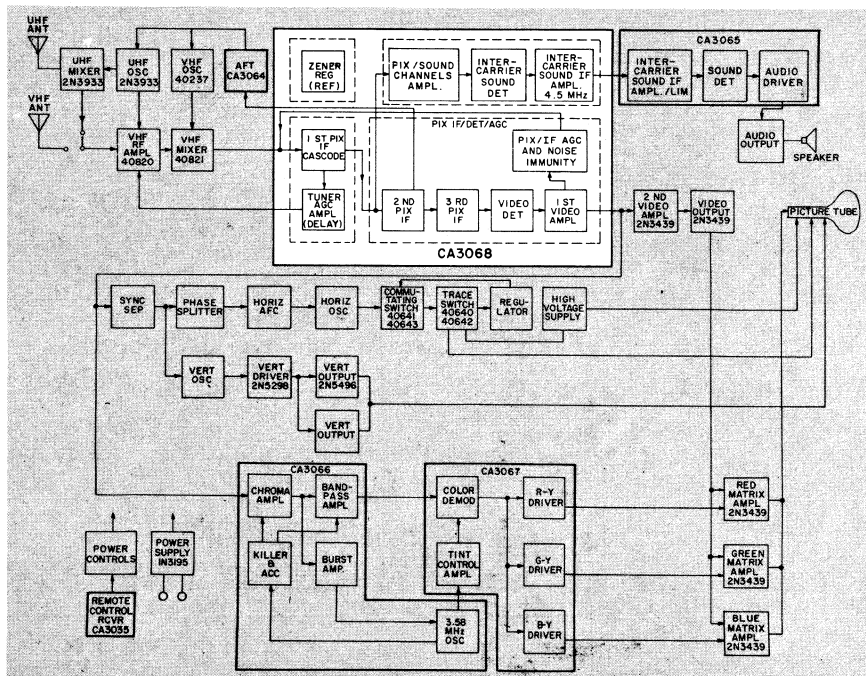 UHF
ANT
VHF
ANT
UHF
MIXER
2N3933
UHF
OSC
2N3933
VHF
OSC
40237
AFT
CA3064
VHF
RF
AMPL
40820
VHF
MIXER
40821
ZENER
REG
(REF)
PIX/SOUND
CHANNELS
AMPL.
INTER-
CARRIER
SOUND
DET
INTER-
CARRIER
SOUND IF
AMPL.
4.5 MHz
CA3065
INTER-
CARRIER
SOUND IF
AMPL./LIM
SOUND
DET
AUDIO
DRIVER
AUDIO
OUTPUT
SPEAKER
PIX IF/DET/AGC
1 ST PIX
IF
CASCODE
TUNER
AGC
AMPL
(DELAY)
PIX/IF AGC
AND NOISE
IMMUNITY
2 ND
PIX
IF
3 RD
PIX
IF
VIDEO
DET
1 ST
VIDEO
AMPL
CA3068
2 ND
VIDEO
AMPL
2N3439
VIDEO
OUTPUT
2N3439
PICTURE TUBE
SYNC
SEP
PHASE
SPLITTER
HORIZ
AFC
HORIZ
OSC
COMMU-
TATING
SWITCH
40641
40643
TRACE
SWITCH
40640
40642
REGU-
LATOR
HIGH
VOLTAGE
SUPPLY
VERT
OSC
VERT
DRIVER
2N5298
VERT
OUTPUT
2N5496
VERT
OUTPUT
CA3066
CHROMA
AMPL
BAND-
PASS
AMPL
KILLER
&
ACC
BURST
AMP.
3.58
MHz
OSC
CA3067
COLOR
DEMOD
TINT
CONTROL
AMPL
R-Y
DRIVER
G-Y
DRIVER
B-Y
DRIVER
RED
MATRIX
AMPL
2N3439
GREEN
MATRIX
AMPL
2N3439
BLUE
MATRIX
AMPL
2N3439
POWER
CONTROLS
POWER
SUPPLY
IN3195
REMOTE
CONTROL
RCVR
CA3035